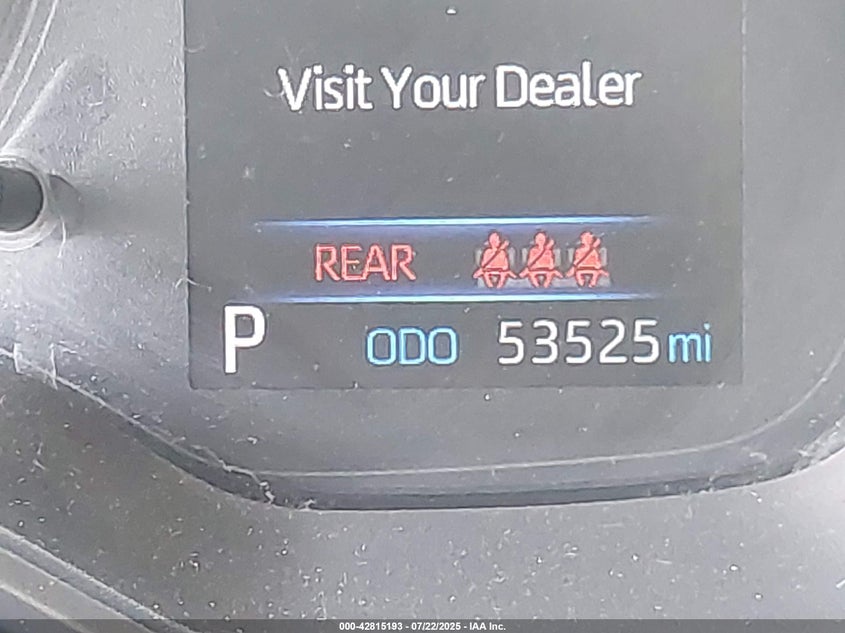 Visit Your Dealer
REAR
P ODO 53525 mi
000-42815193 - 07/22/2025 - IAA Inc.